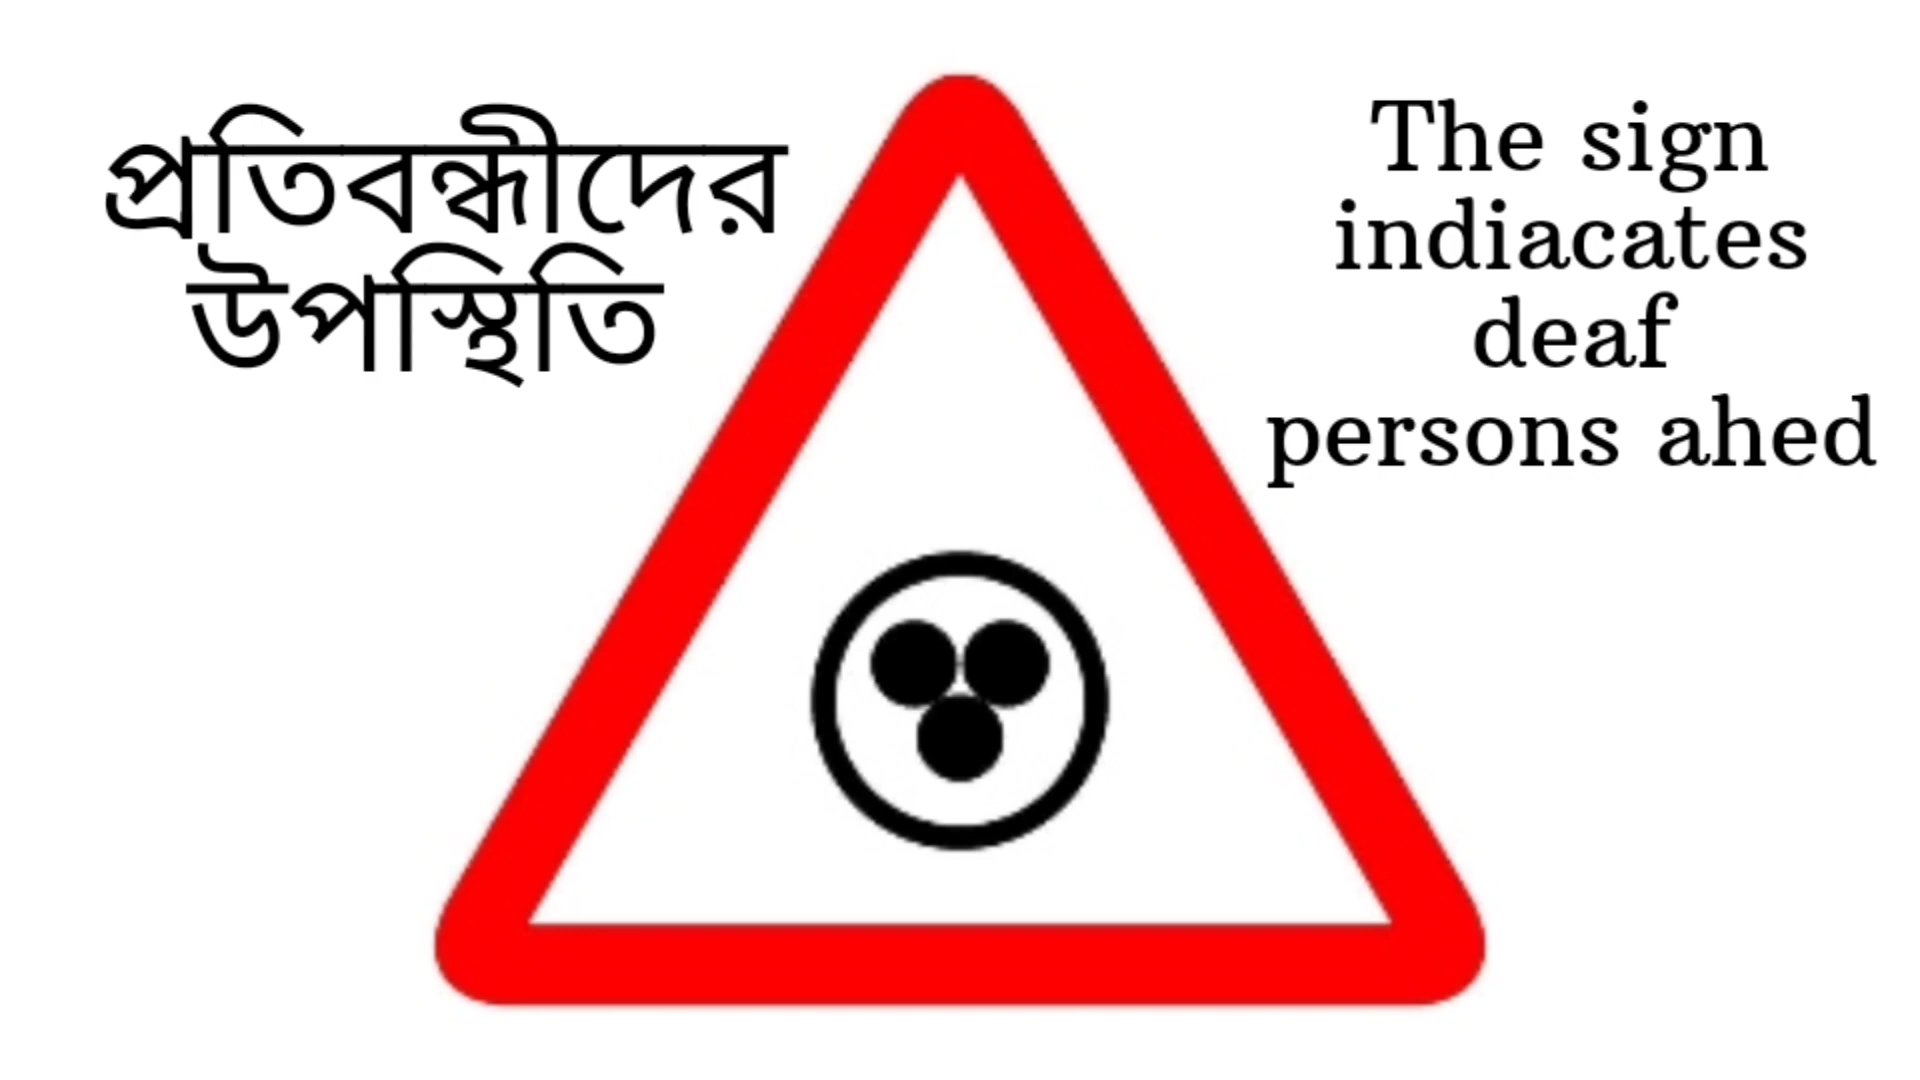 প্রতিবন্ধীদের
উপস্থিতি
The sign
indiacates
deaf
persons ahed